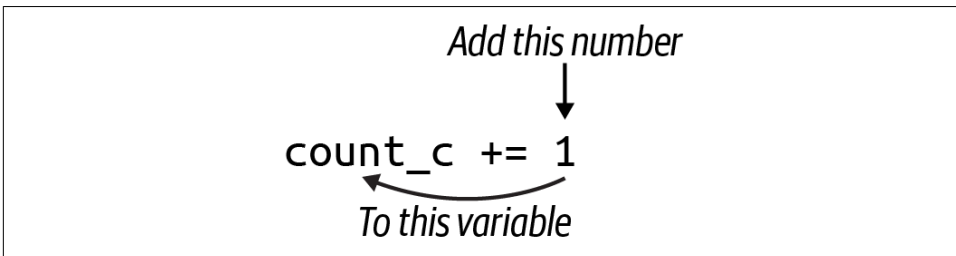 Add this number
count_c += 1
To this variable